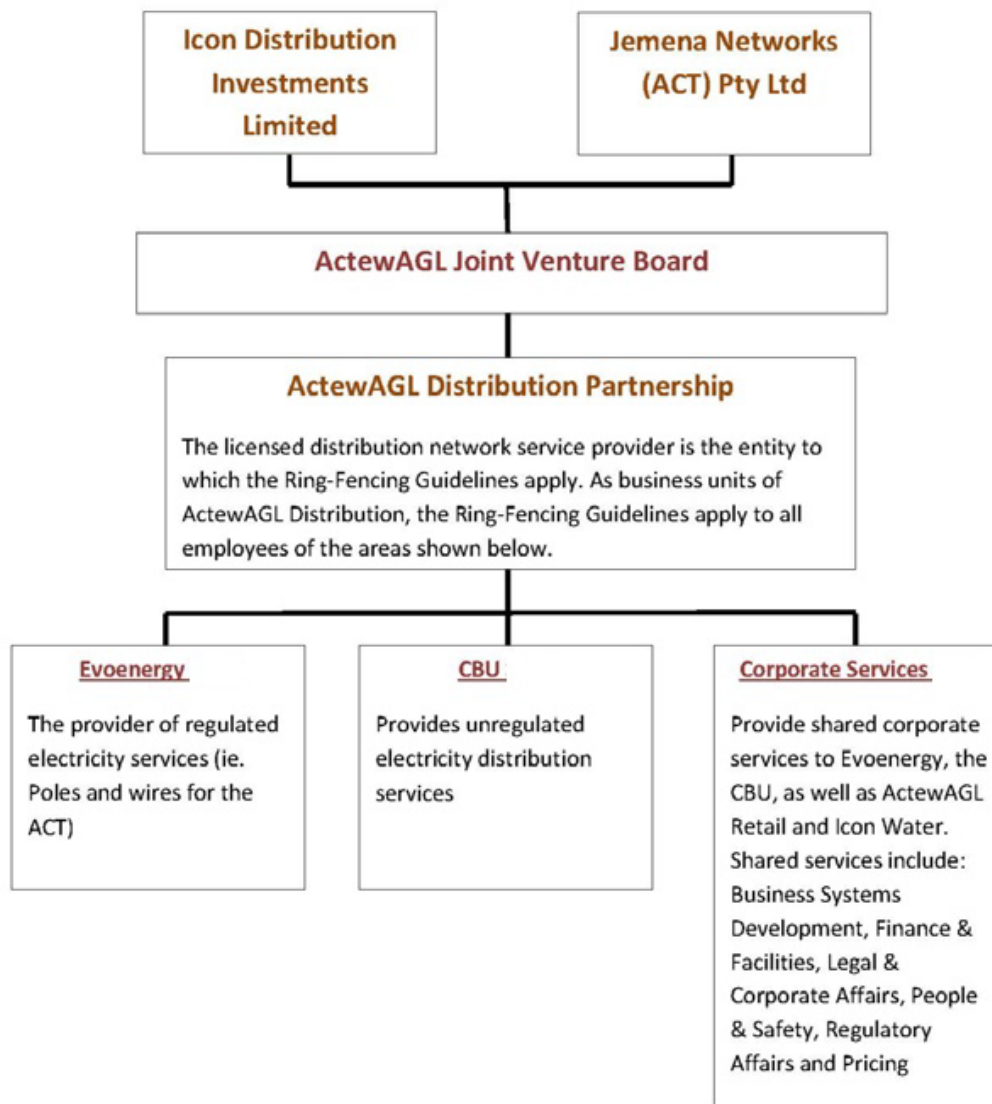 Icon Distribution
Investments
Limited
Jemena Networks
(ACT) Pty Ltd
ActewAGL Joint Venture Board
ActewAGL Distribution Partnership
The licensed distribution network service provider is the entity to
which the Ring-Fencing Guidelines apply. As business units of
ActewAGL Distribution, the Ring-Fencing Guidelines apply to all
employees of the areas shown below.
Evoenergy
The provider of regulated
electricity services (ie.
Poles and wires for the
ACT)
CBU
Provides unregulated
electricity distribution
services
Corporate Services
Provide shared corporate
services to Evoenergy, the
CBU, as well as ActewAGL
Retail and Icon Water.
Shared services include:
Business Systems
Development, Finance &
Facilities, Legal &
Corporate Affairs, People
& Safety, Regulatory
Affairs and Pricing